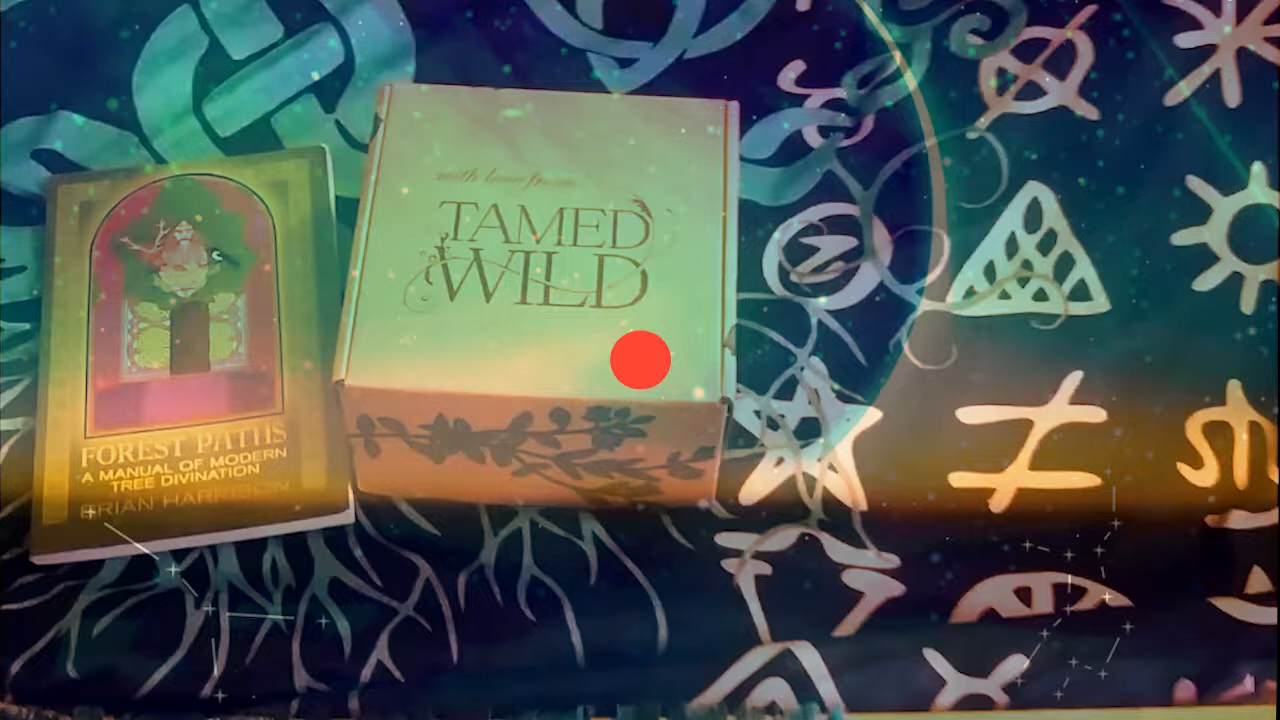 with love from
TAMED
WILD
FOREST PATHS
A MANUAL OF MODERN
TREE DIVINATION
BRIAN HARRISON